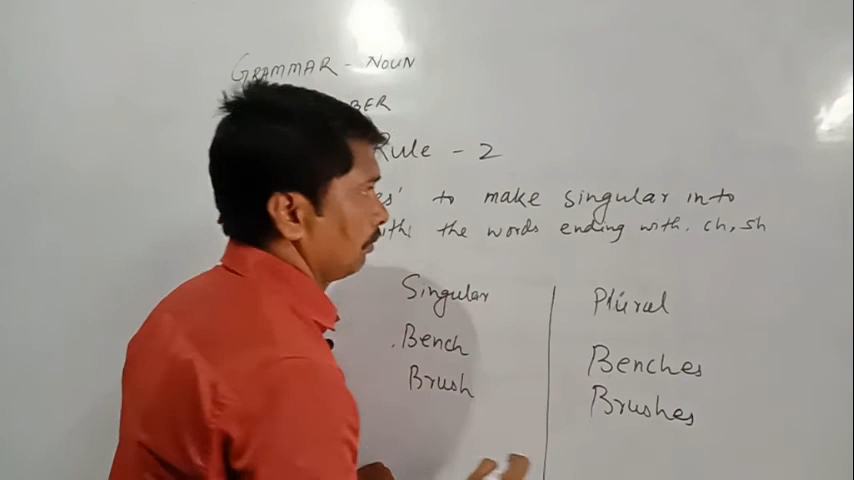 GRAMMAR - NOUN
BER
Rule - 2
es' to make singular into
with the words ending with. ch, sh
Singular Plural
Bench Benches
Brush Brushes